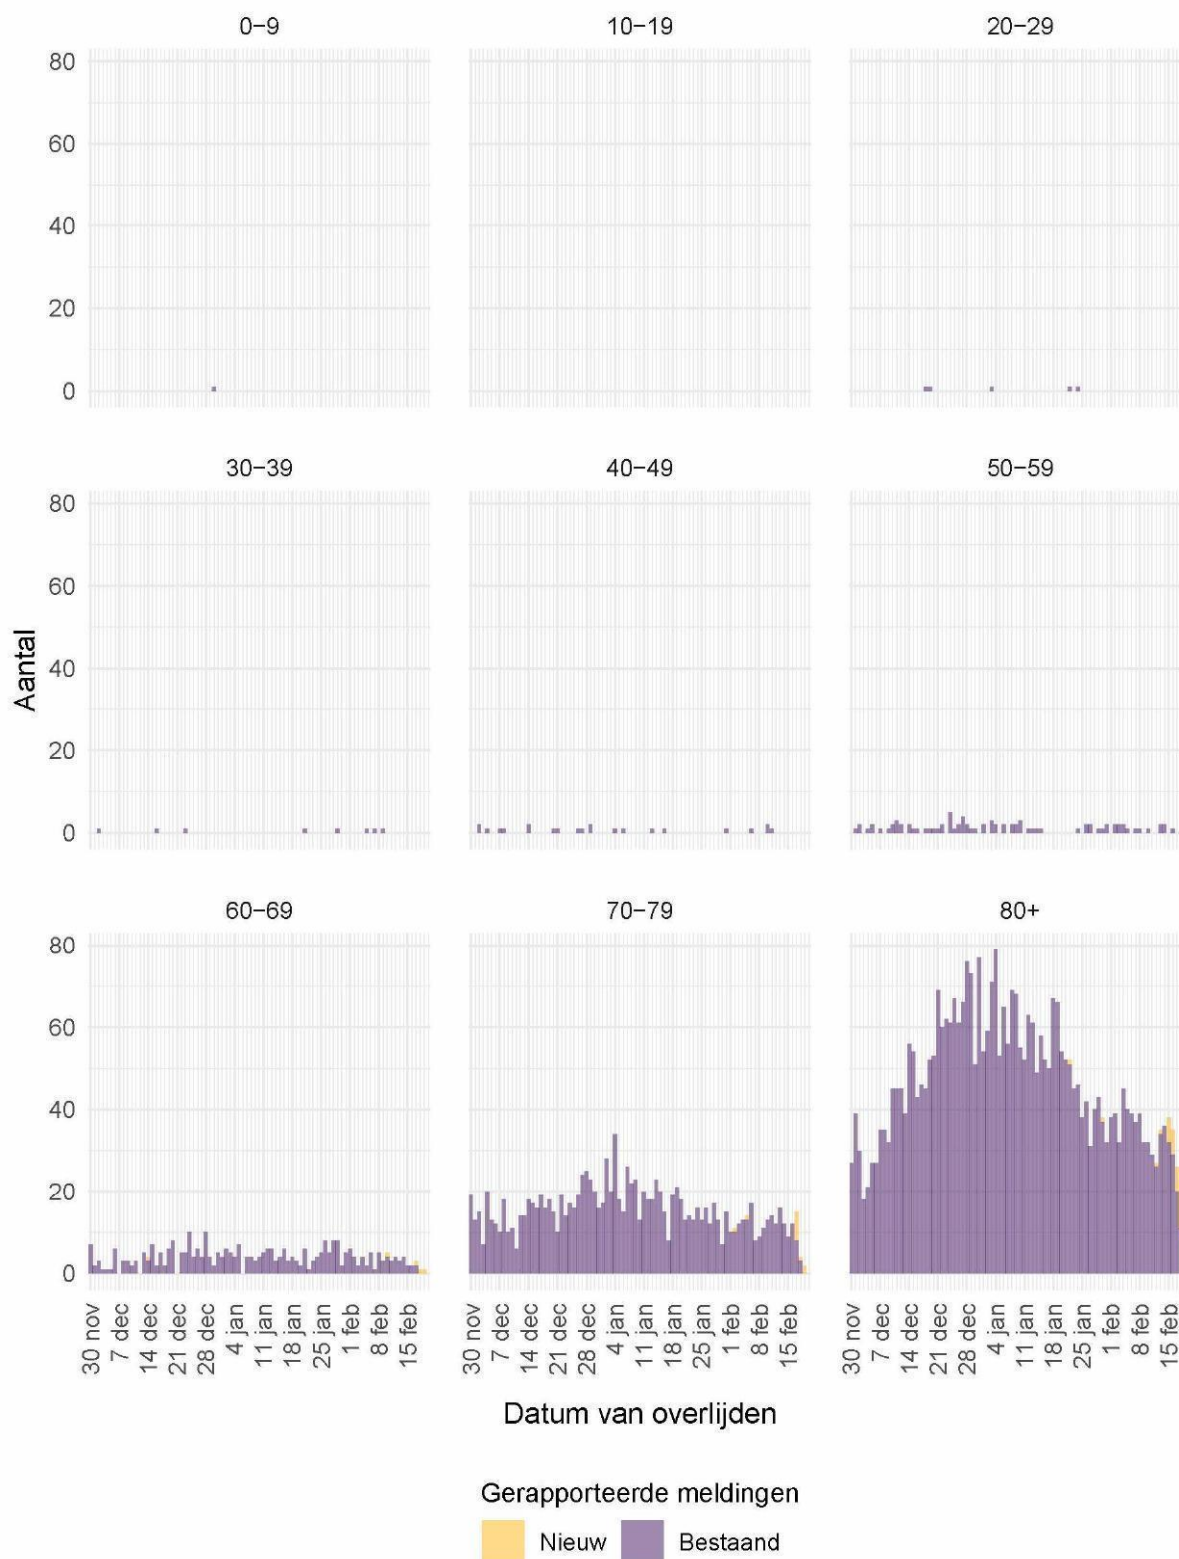 0−9 10−19 20−29
80
60
40
20
0
30−39 40−49 50−59
80
60
40
20
0
Aantal
60−69 70−79 80+
80
60
40
20
0
30 nov 7 dec 14 dec 21 dec 28 dec 4 jan 11 jan 18 jan 25 jan 1 feb 8 feb 15 feb
30 nov 7 dec 14 dec 21 dec 28 dec 4 jan 11 jan 18 jan 25 jan 1 feb 8 feb 15 feb
30 nov 7 dec 14 dec 21 dec 28 dec 4 jan 11 jan 18 jan 25 jan 1 feb 8 feb 15 feb
Datum van overlijden
Gerapporteerde meldingen
Nieuw Bestaand